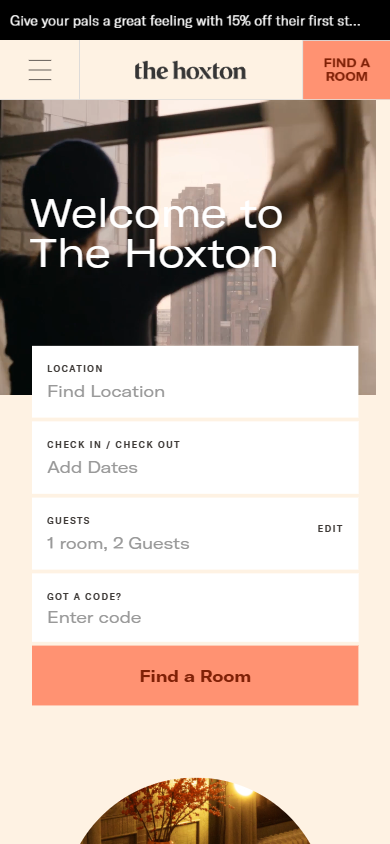 Give your pals a great feeling with 15% off their first st...
the hoxton
FIND A
ROOM
Welcome to
The Hoxton
LOCATION
Find Location
CHECK IN / CHECK OUT
Add Dates
GUESTS
1 room, 2 Guests
EDIT
GOT A CODE?
Enter code
Find a Room